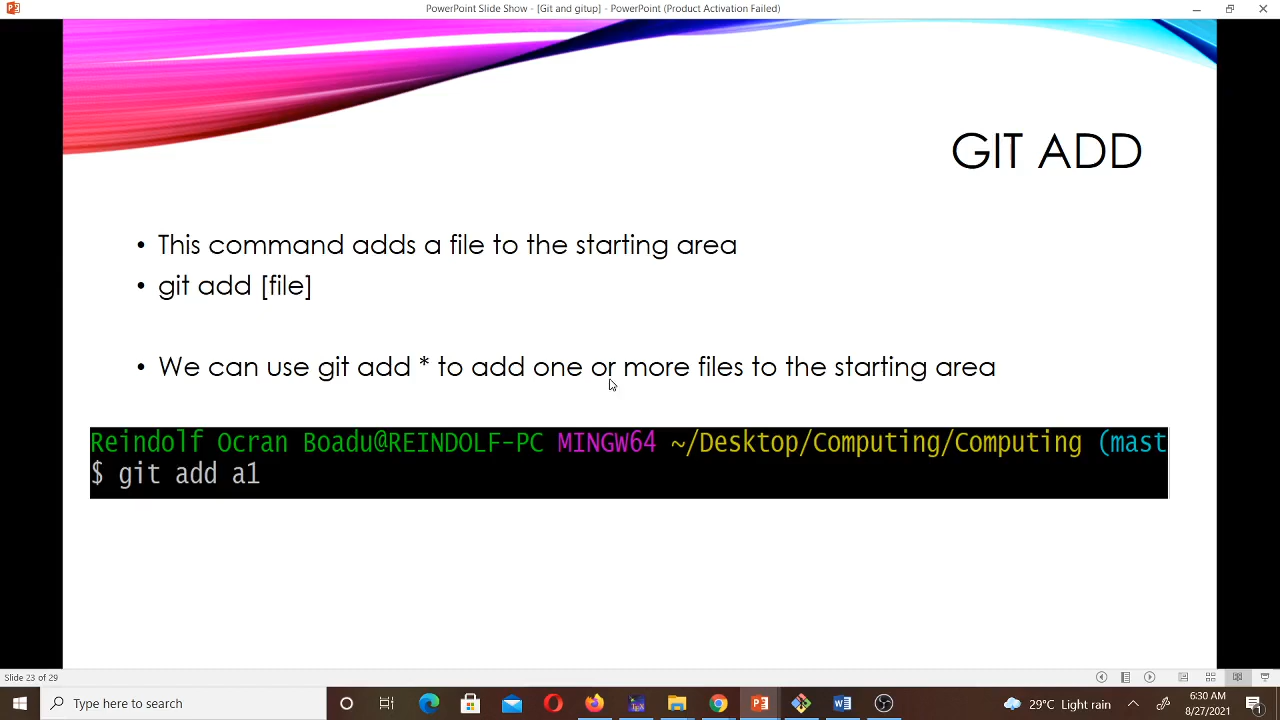 PowerPoint Slide Show - [Git and gitup] - PowerPoint (Product Activation Failed)
GIT ADD
• This command adds a file to the starting area
• git add [file]
• We can use git add * to add one or more files to the starting area
Reindolf Ocran Boadu@REINDOLF-PC MINGW64 ~/Desktop/Computing/Computing (mast
$ git add a1
Slide 23 of 29
Type here to search
29°C Light rain
6:30 AM
8/27/2021